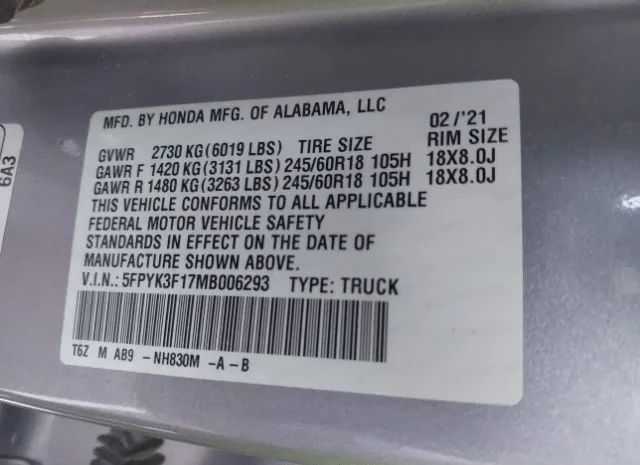 MFD. BY HONDA MFG. OF ALABAMA, LLC 02/'21
GVWR 2730 KG(6019 LBS) TIRE SIZE RIM SIZE
GAWR F 1420 KG(3131 LBS)245/60R18 105H 18X8.0J
GAWR R 1480 KG(3263 LBS)245/60R18 105H 18X8.0J
THIS VEHICLE CONFORMS TO ALL APPLICABLE
FEDERAL MOTOR VEHICLE SAFETY
STANDARDS IN EFFECT ON THE DATE OF
MANUFACTURE SHOWN ABOVE.
V.I.N.: 5FPYK3F17MB006293 TYPE: TRUCK
T6Z M AB9 -NH830M -A-B
6A3